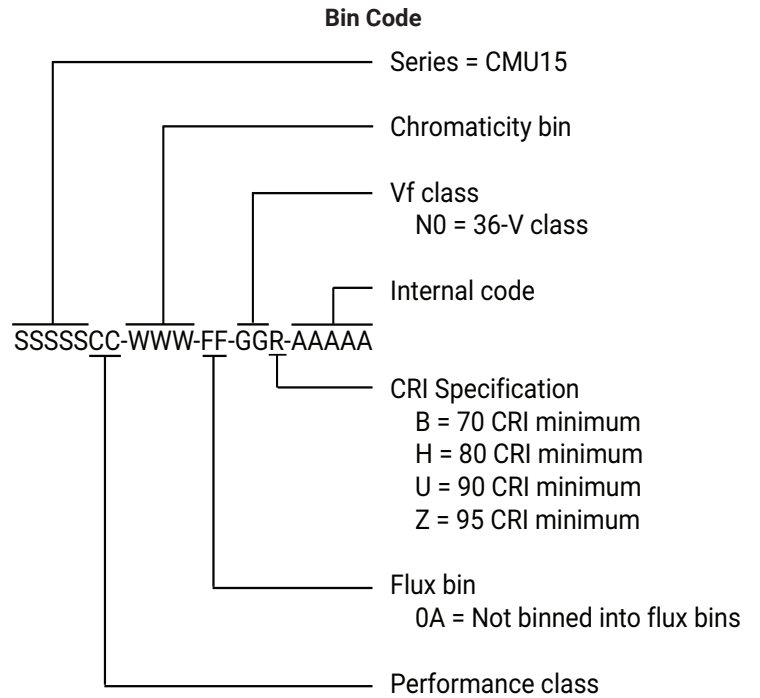 Bin Code
Series = CMU15
Chromaticity bin
Vf class
N0 = 36-V class
Internal code
SSSSSCC-WWW-FF-GGR-AAAAA
CRI Specification
B = 70 CRI minimum
H = 80 CRI minimum
U = 90 CRI minimum
Z = 95 CRI minimum
Flux bin
0A = Not binned into flux bins
Performance class